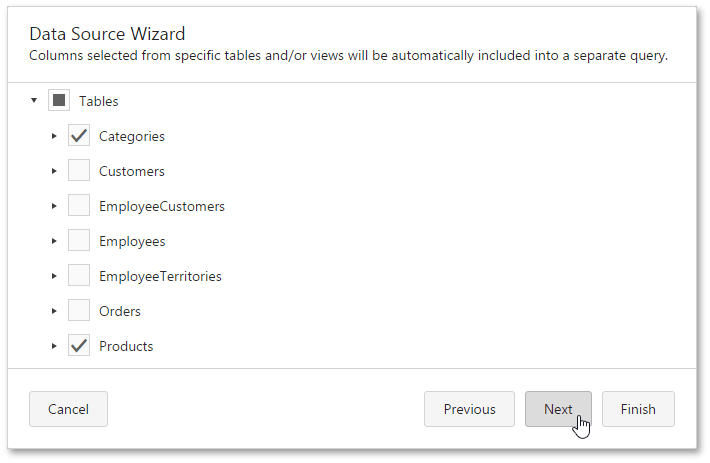 Data Source Wizard
Columns selected from specific tables and/or views will be automatically included into a separate query.
Tables
Categories
Customers
EmployeeCustomers
Employees
EmployeeTerritories
Orders
Products
Cancel Previous Next Finish